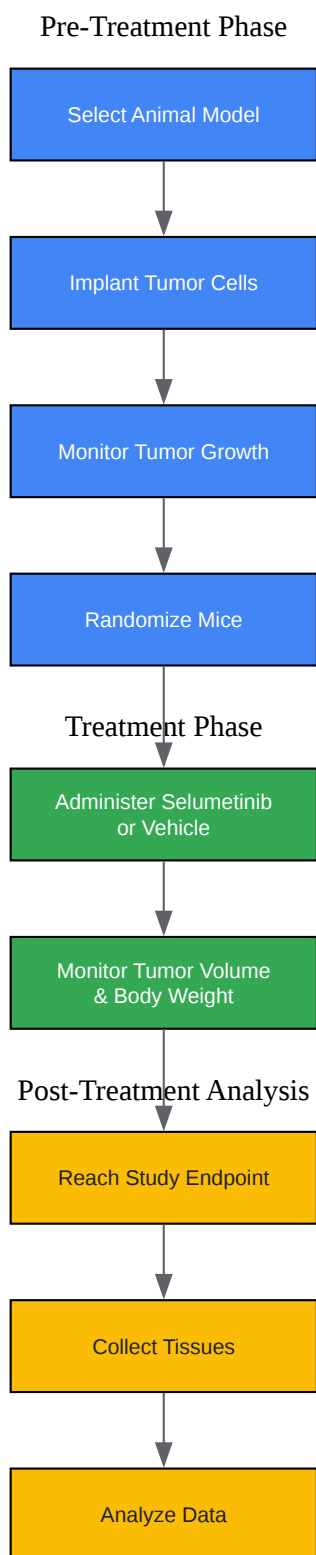 Pre-Treatment Phase
Select Animal Model
Implant Tumor Cells
Monitor Tumor Growth
Randomize Mice
Treatment Phase
Administer Selumetinib
or Vehicle
Monitor Tumor Volume
& Body Weight
Post-Treatment Analysis
Reach Study Endpoint
Collect Tissues
Analyze Data